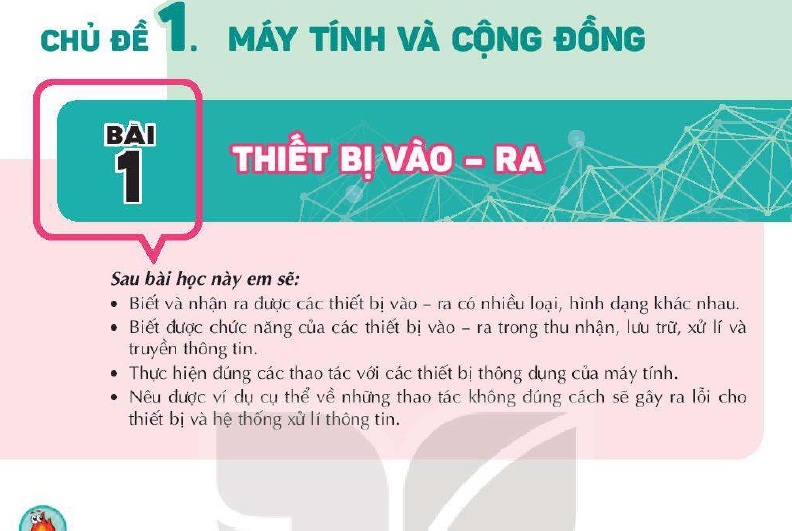 CHỦ ĐỀ 1. MÁY TÍNH VÀ CỘNG ĐỒNG
BÀI
1
THIẾT BỊ VÀO – RA
Sau bài học này em sẽ:
• Biết và nhận ra được các thiết bị vào – ra có nhiều loại, hình dạng khác nhau.
• Biết được chức năng của các thiết bị vào – ra trong thu nhận, lưu trữ, xử lí và
truyền thông tin.
• Thực hiện đúng các thao tác với các thiết bị thông dụng của máy tính.
• Nêu được ví dụ cụ thể về những thao tác không đúng cách sẽ gây ra lỗi cho
thiết bị và hệ thống xử lí thông tin.